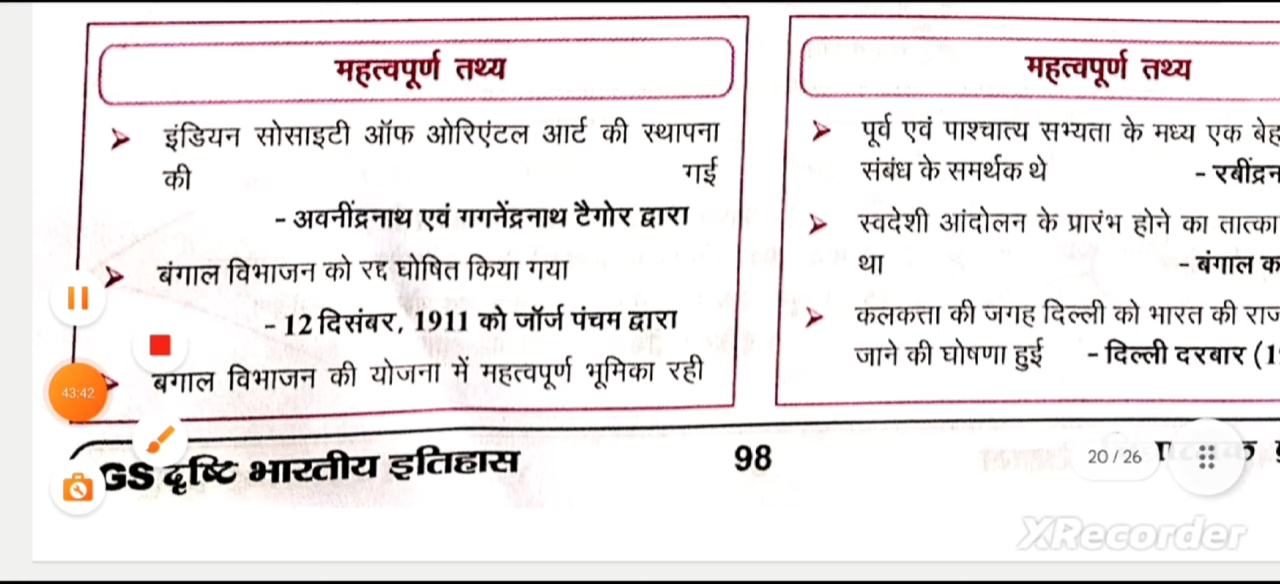 महत्वपूर्ण तथ्य
इंडियन सोसाइटी ऑफ ओरिएंटल आर्ट की स्थापना
की गई
- अवनींद्रनाथ एवं गगनेंद्रनाथ टैगोर द्वारा
बंगाल विभाजन को रद्द घोषित किया गया
- 12 दिसंबर, 1911 को जॉर्ज पंचम द्वारा
बगाल विभाजन की योजना में महत्वपूर्ण भूमिका रही
महत्वपूर्ण तथ्य
पूर्व एवं पाश्चात्य सभ्यता के मध्य एक
संबंध के समर्थक थे -
स्वदेशी आंदोलन के प्रारंभ होने का
था - बंगाल
कलकत्ता की जगह दिल्ली को भारत की
जाने की घोषणा हुई - दिल्ली दरबार
43:42
GS दृष्टि भारतीय इतिहास
98
20 / 26
XRecorder